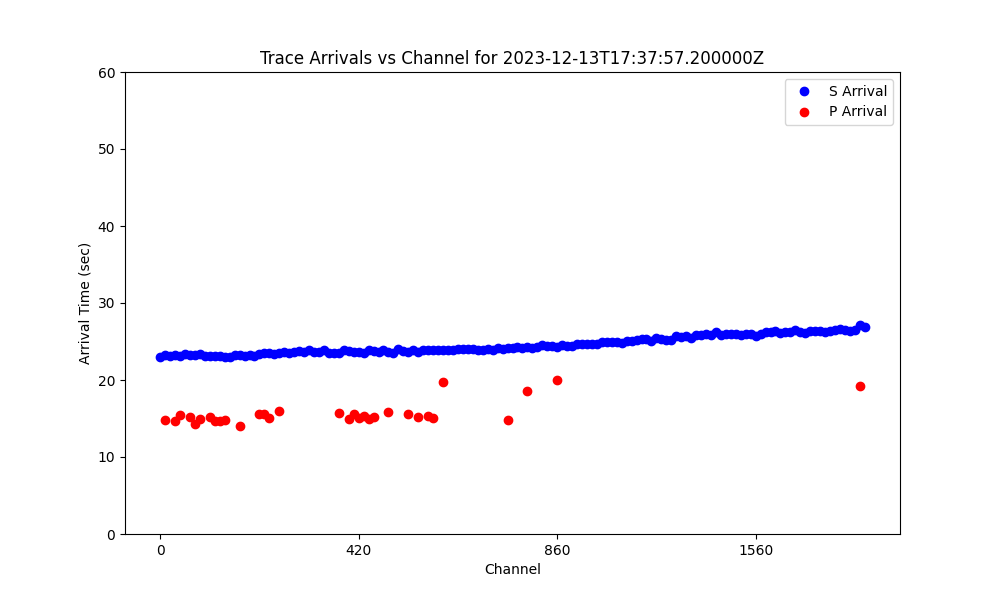 Trace Arrivals vs Channel for 2023-12-13T17:37:57.200000Z
S Arrival
P Arrival
60
50
40
30
20
10
0
Arrival Time (sec)
0 420 860 1560
Channel